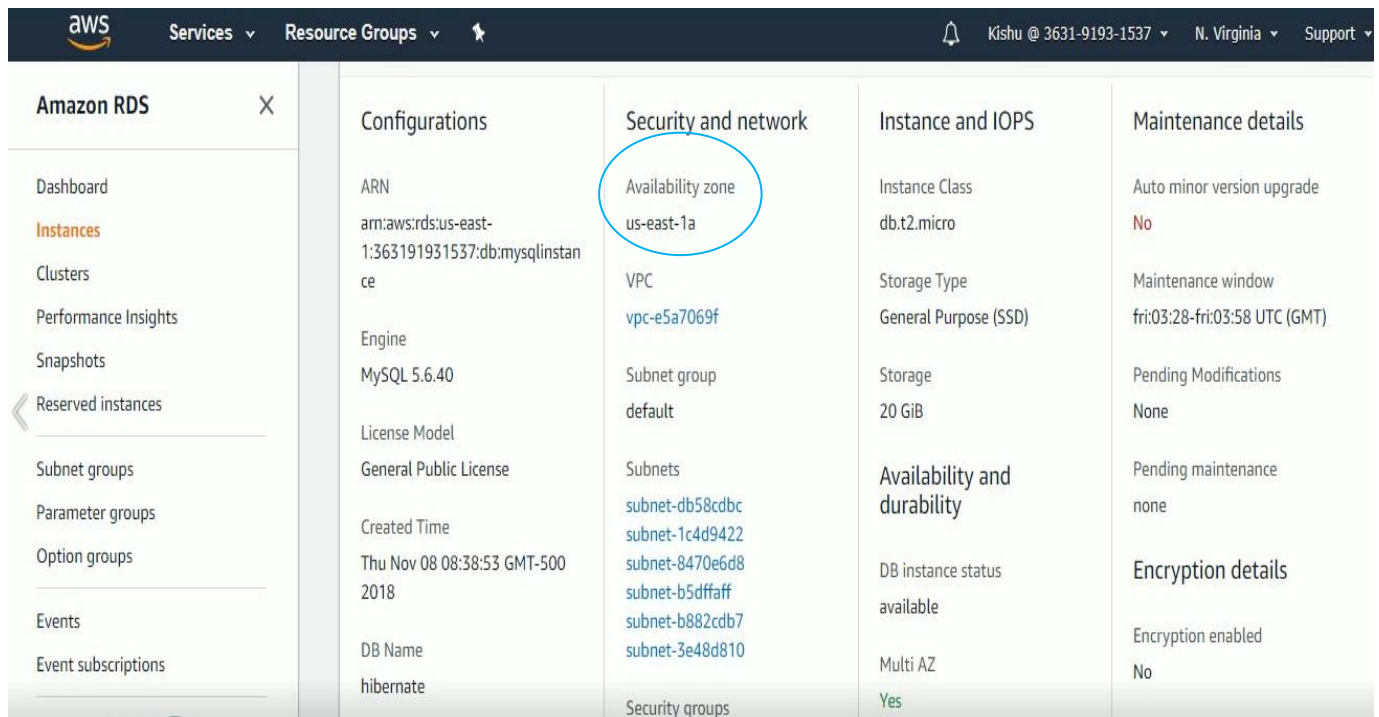 aws
Services
Resource Groups
Kishu @ 3631-9193-1537
N. Virginia
Support
Amazon RDS
X
Dashboard
Instances
Clusters
Performance Insights
Snapshots
Reserved instances
Subnet groups
Parameter groups
Option groups
Events
Event subscriptions
Configurations
ARN
arn:aws:rds:us-east-
1:363191931537:db:mysqlinstan
ce
Engine
MySQL 5.6.40
License Model
General Public License
Created Time
Thu Nov 08 08:38:53 GMT-500
2018
DB Name
hibernate
Security and network
Availability zone
us-east-1a
VPC
vpc-e5a7069f
Subnet group
default
Subnets
subnet-db58cdbc
subnet-1c4d9422
subnet-8470e6d8
subnet-b5dffaff
subnet-b882cdb7
subnet-3e48d810
Security groups
Instance and IOPS
Instance Class
db.t2.micro
Storage Type
General Purpose (SSD)
Storage
20 GiB
Availability and
durability
DB instance status
available
Multi AZ
Yes
Maintenance details
Auto minor version upgrade
No
Maintenance window
fri:03:28-fri:03:58 UTC (GMT)
Pending Modifications
None
Pending maintenance
none
Encryption details
Encryption enabled
No